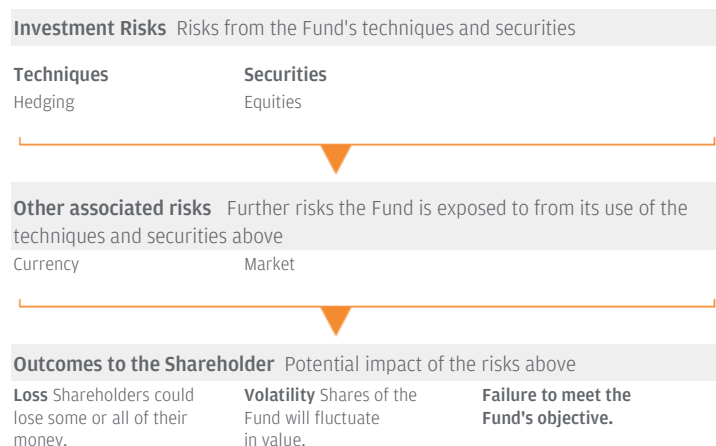 Investment Risks Risks from the Fund's techniques and securities
Techniques Securities
Hedging Equities
Other associated risks Further risks the Fund is exposed to from its use of the
techniques and securities above
Currency Market
Outcomes to the Shareholder Potential impact of the risks above
Loss Shareholders could
lose some or all of their
money.
Volatility Shares of the
Fund will fluctuate
in value.
Failure to meet the
Fund's objective.